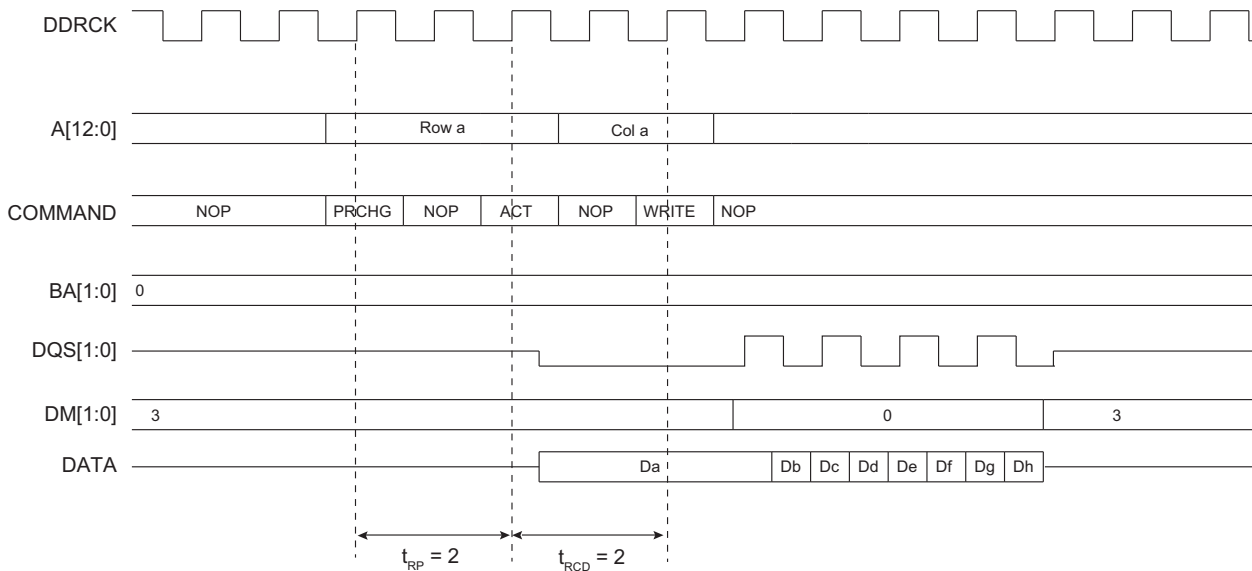 DDRCK
A[12:0] Row a Col a
COMMAND NOP PRCHG NOP ACT NOP WRITE NOP
BA[1:0] 0
DQS[1:0]
DM[1:0] 3 0 3
DATA Da Db Dc Dd De Df Dg Dh
tRP = 2 tRCD = 2